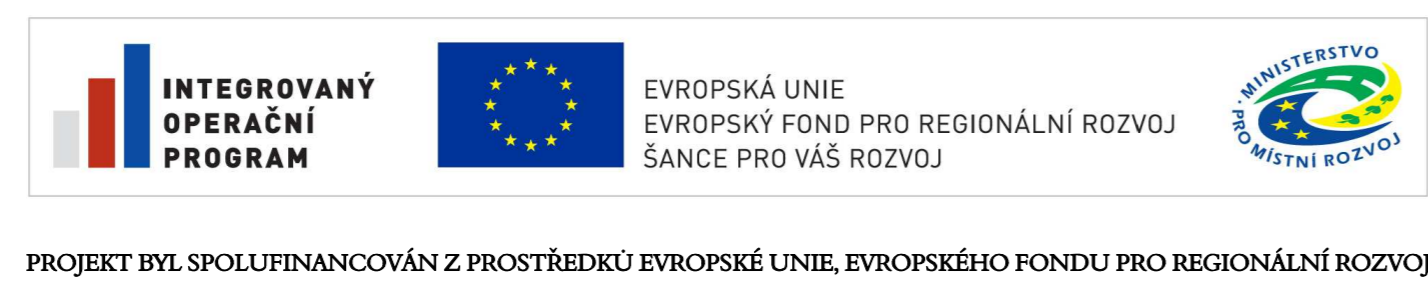 INTEGROVANÝ
OPERAČNÍ
PROGRAM
EVROPSKÁ UNIE
EVROPSKÝ FOND PRO REGIONÁLNÍ ROZVOJ
ŠANCE PRO VÁŠ ROZVOJ
· MINISTERSTVO
PRO MÍSTNÍ ROZVOJ
PROJEKT BYL SPOLUFINANCOVÁN Z PROSTŘEDKŮ EVROPSKÉ UNIE, EVROPSKÉHO FONDU PRO REGIONÁLNÍ ROZVOJ